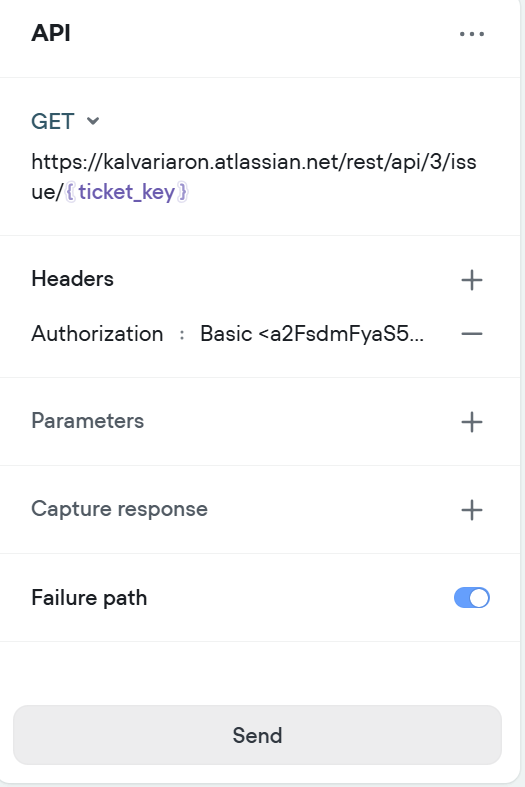 API
GET
https://kalvariaron.atlassian.net/rest/api/3/iss
ue/{ticket_key}
Headers
Authorization : Basic <a2FsdmFyaS5...
Parameters
Capture response
Failure path
Send